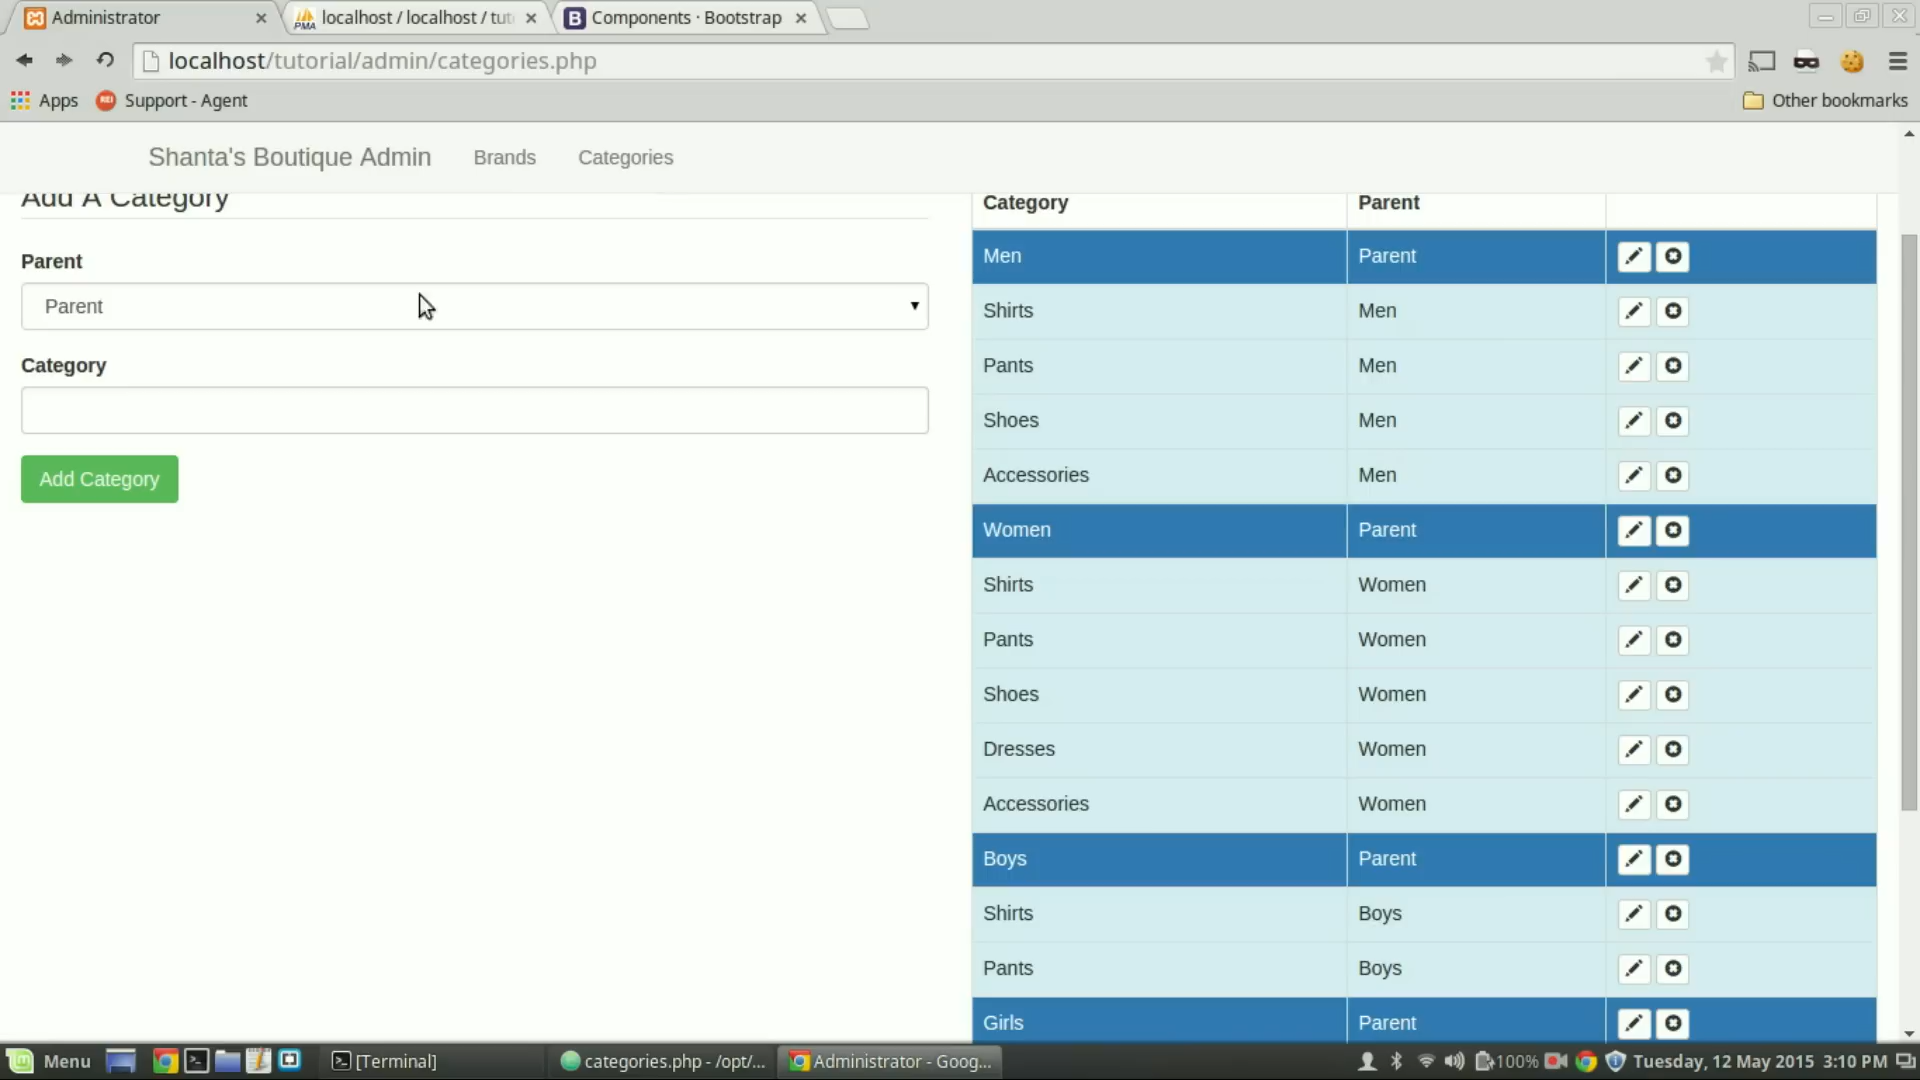 Administrator
localhost / localhost / tut
Components · Bootstrap
localhost/tutorial/admin/categories.php
Apps
Support - Agent
Other bookmarks
Shanta's Boutique Admin
Brands
Categories
Add A Category
Parent
Parent
Category
Add Category
Category Parent
Men Parent
Shirts Men
Pants Men
Shoes Men
Accessories Men
Women Parent
Shirts Women
Pants Women
Shoes Women
Dresses Women
Accessories Women
Boys Parent
Shirts Boys
Pants Boys
Girls Parent
Menu
[Terminal]
categories.php - /opt/...
Administrator - Goog...
100%
Tuesday, 12 May 2015 3:10 PM